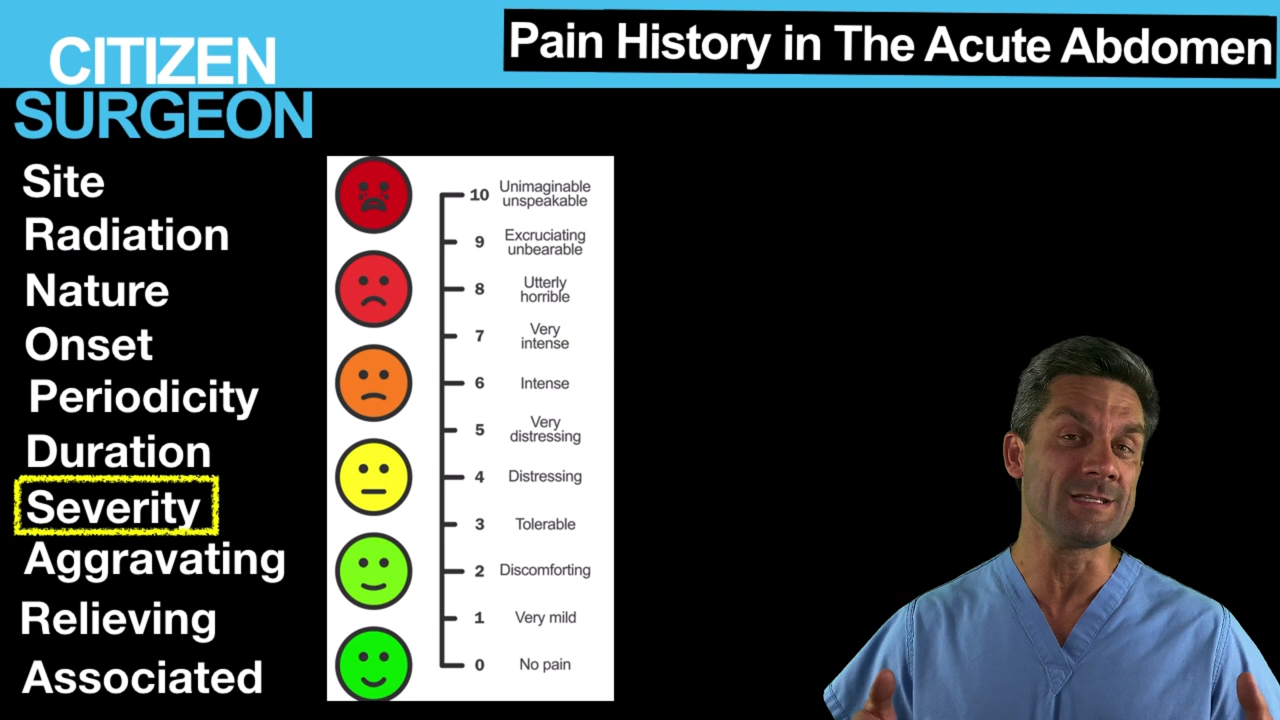 Pain History in The Acute Abdomen
CITIZEN
SURGEON
Site
Radiation
Nature
Onset
Periodicity
Duration
Severity
Aggravating
Relieving
Associated
10 Unimaginable
unspeakable
9 Excruciating
unbearable
8 Utterly
horrible
7 Very
intense
6 Intense
5 Very
distressing
4 Distressing
3 Tolerable
2 Discomforting
1 Very mild
0 No pain